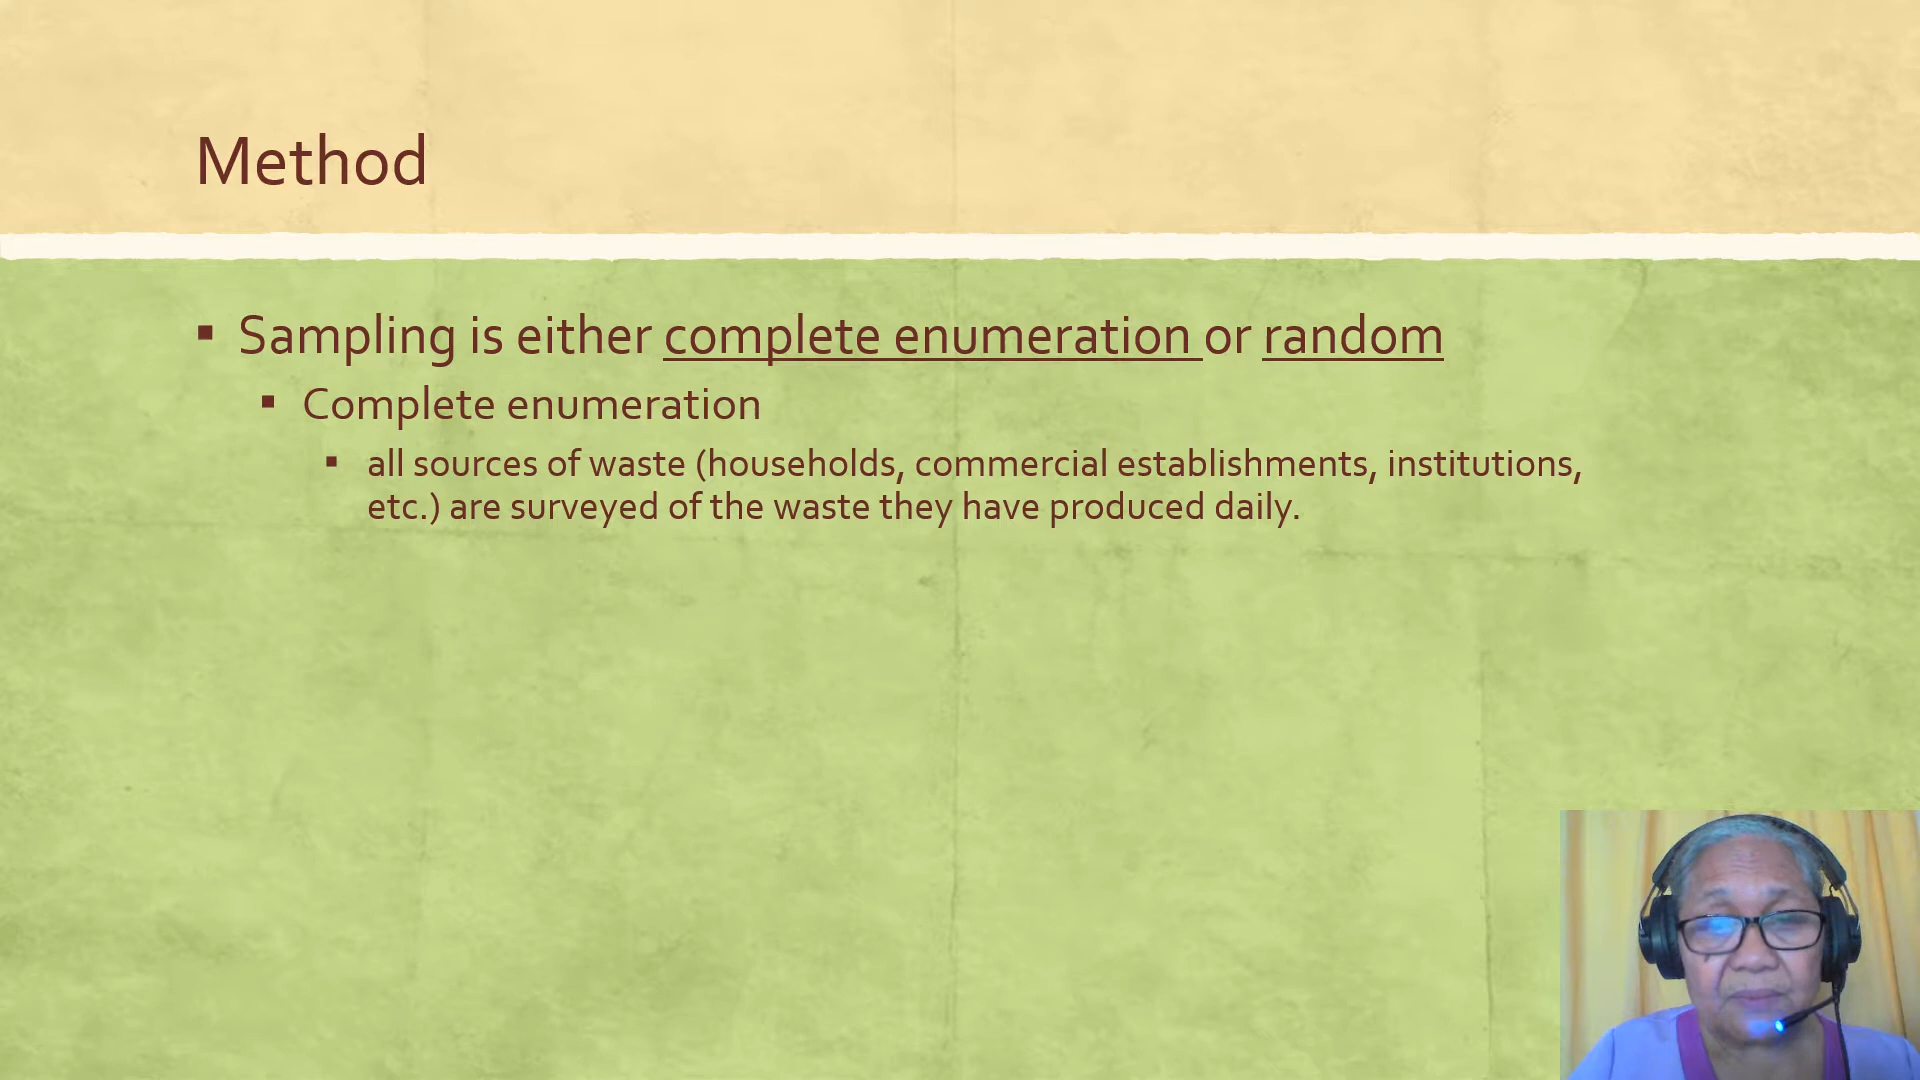 Method
▪ Sampling is either complete enumeration or random
▪ Complete enumeration
▪ all sources of waste (households, commercial establishments, institutions,
etc.) are surveyed of the waste they have produced daily.